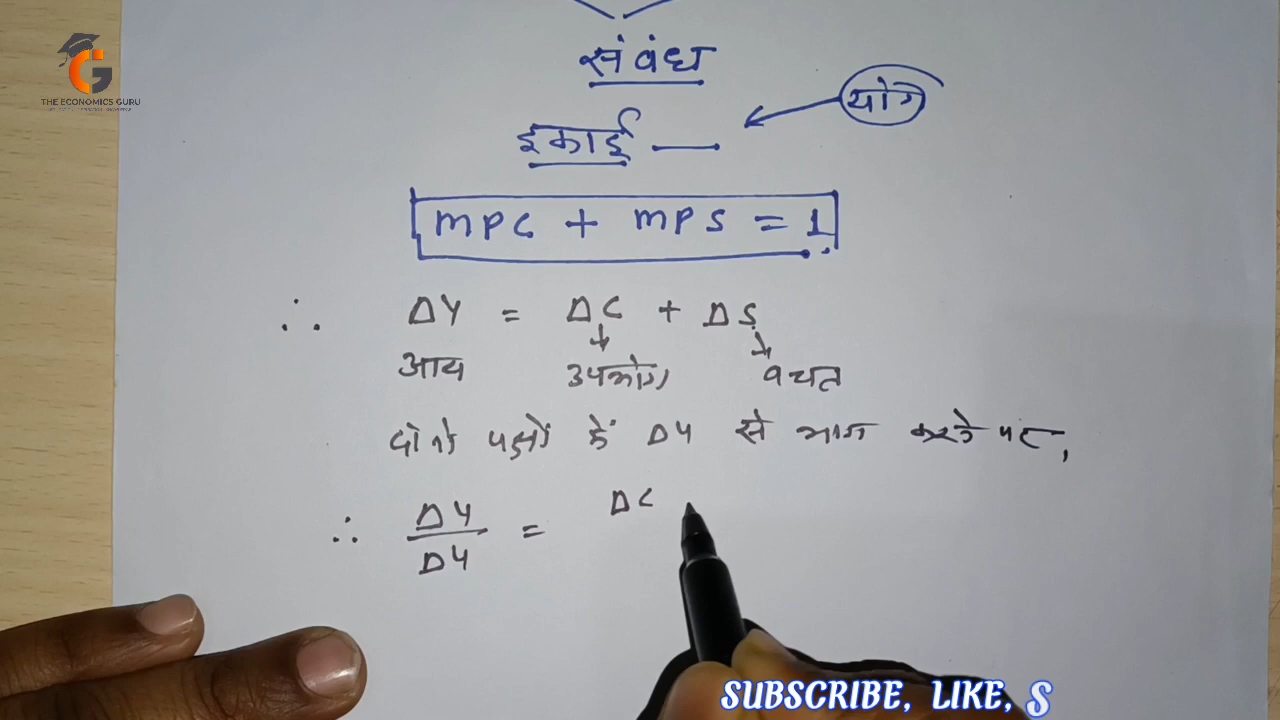 THE ECONOMICS GURU
संबंध
योग
इकाई —
MPC + MPS = 1
∴ ΔY = ΔC + ΔS
आय उपभोग बचत
दोनो पक्षों में ΔY से भाग करने पर,
∴ ΔY/ΔY = ΔC
SUBSCRIBE, LIKE, S